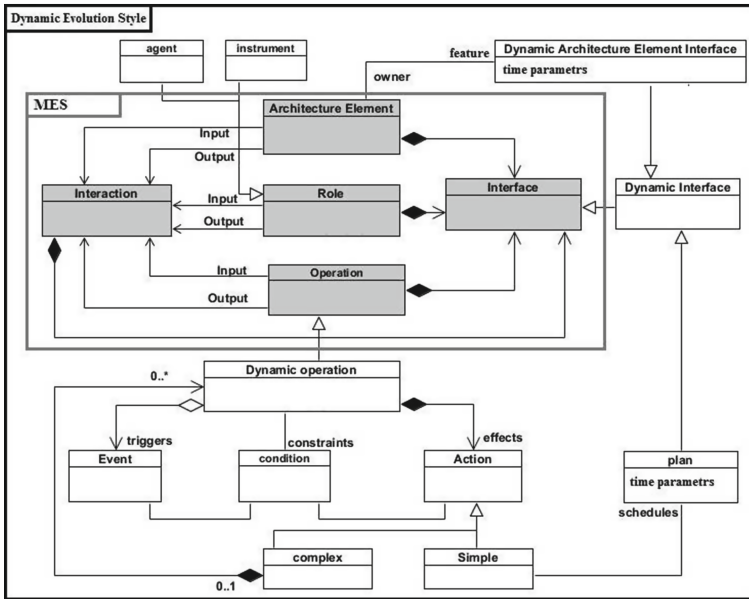 Dynamic Evolution Style
agent
instrument
feature
Dynamic Architecture Element Interface
owner
time parametrs
MES
Architecture Element
Input
Output
Interaction
Input
Role
Interface
Dynamic Interface
Output
Input
Operation
Output
Dynamic operation
0..*
triggers
constraints
effects
Event
condition
Action
plan
time parametrs
schedules
complex
Simple
0..1